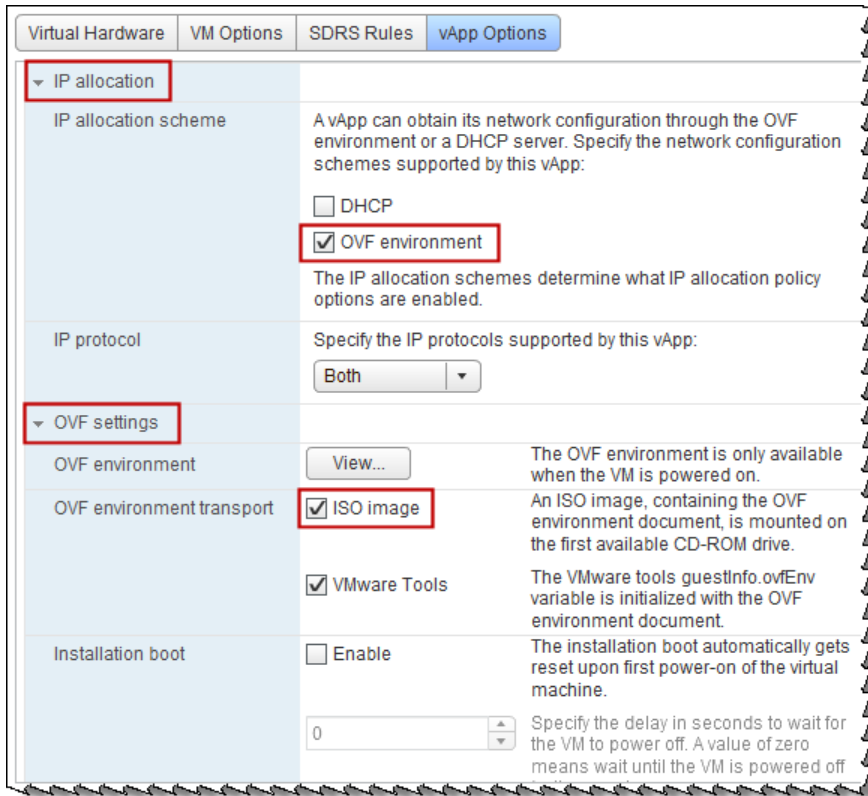 Virtual Hardware VM Options SDRS Rules vApp Options
IP allocation
IP allocation scheme
A vApp can obtain its network configuration through the OVF
environment or a DHCP server. Specify the network configuration
schemes supported by this vApp:
DHCP
OVF environment
The IP allocation schemes determine what IP allocation policy
options are enabled.
IP protocol
Specify the IP protocols supported by this vApp:
Both
OVF settings
OVF environment
View...
The OVF environment is only available
when the VM is powered on.
OVF environment transport
ISO image
An ISO image, containing the OVF
environment document, is mounted on
the first available CD-ROM drive.
VMware Tools
The VMware tools guestInfo.ovfEnv
variable is initialized with the OVF
environment document.
Installation boot
Enable
The installation boot automatically gets
reset upon first power-on of the virtual
machine.
0
Specify the delay in seconds to wait for
the VM to power off. A value of zero
means wait until the VM is powered off